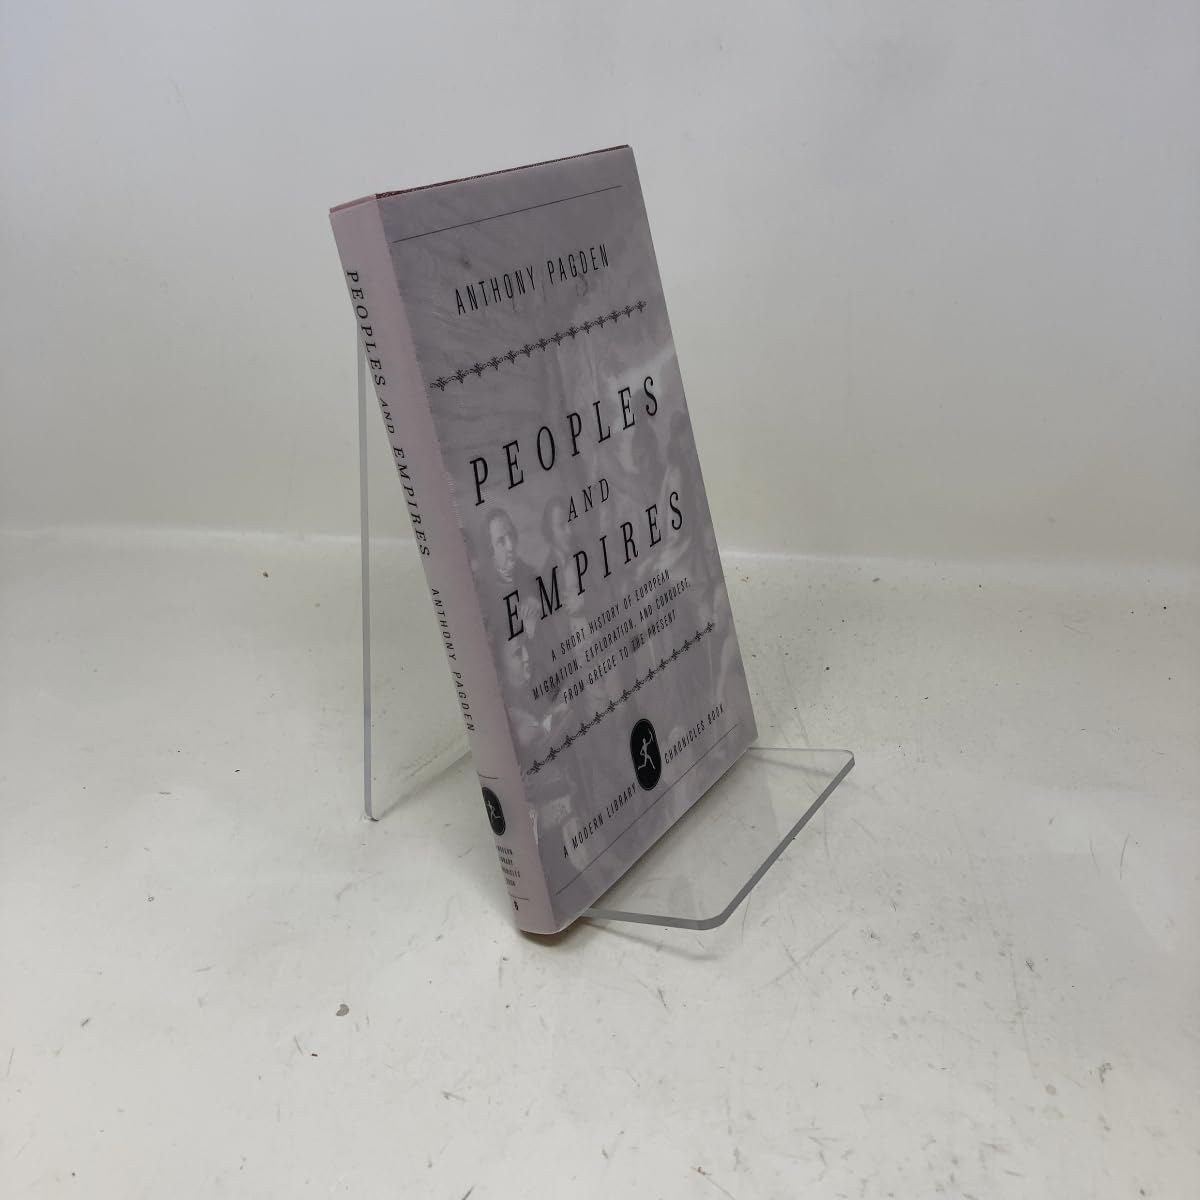 ANTHONY PAGDEN
PEOPLES
AND
EMPIRES
A SHORT HISTORY OF EUROPEAN
MIGRATION, EXPLORATION, AND CONQUEST,
FROM GREECE TO THE PRESENT
A MODERN LIBRARY CHRONICLES BOOK
PEOPLES AND EMPIRES ANTHONY PAGDEN